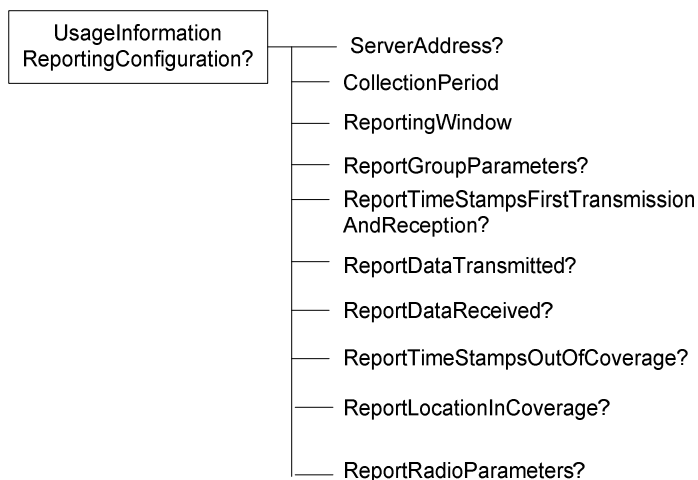 UsageInformation
ReportingConfiguration?
ServerAddress?
CollectionPeriod
ReportingWindow
ReportGroupParameters?
ReportTimeStampsFirstTransmission
AndReception?
ReportDataTransmitted?
ReportDataReceived?
ReportTimeStampsOutOfCoverage?
ReportLocationInCoverage?
ReportRadioParameters?